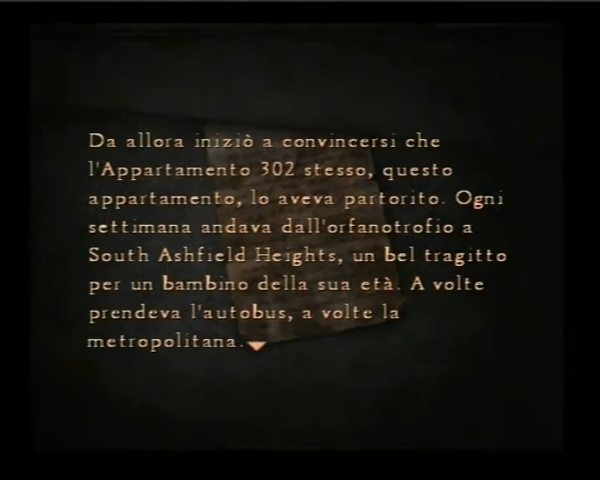 Da allora iniziò a convincersi che
l'Appartamento 302 stesso, questo
appartamento, lo aveva partorito. Ogni
settimana andava dall'orfanotrofio a
South Ashfield Heights, un bel tragitto
per un bambino della sua età. A volte
prendeva l'autobus, a volte la
metropolitana.